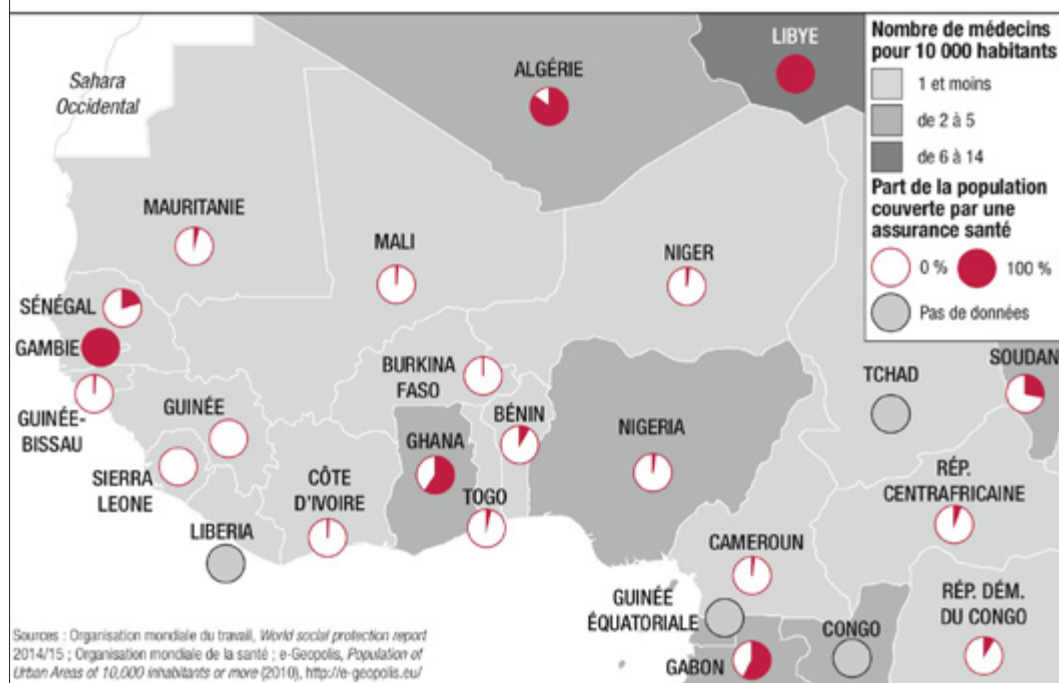 Sahara
Occidental
ALGÉRIE
LIBYE
Nombre de médecins
pour 10 000 habitants
1 et moins
de 2 à 5
de 6 à 14
Part de la population
couverte par une
assurance santé
0 %
100 %
Pas de données
MAURITANIE
MALI
NIGER
SÉNÉGAL
GAMBIE
GUINÉE-
BISSAU
GUINÉE
SIERRA
LEONE
LIBERIA
CÔTE
D'IVOIRE
BURKINA
FASO
GHANA
BÉNIN
TOGO
NIGERIA
TCHAD
SOUDAN
RÉP.
CENTRAFRICAINE
CAMEROUN
GUINÉE
ÉQUATORIALE
GABON
CONGO
RÉP. DÉM.
DU CONGO
Sources : Organisation mondiale du travail, World social protection report
2014/15 ; Organisation mondiale de la santé ; e-Geopolis, Population of
Urban Areas of 10,000 inhabitants or more (2010), http://e-geopolis.eu/